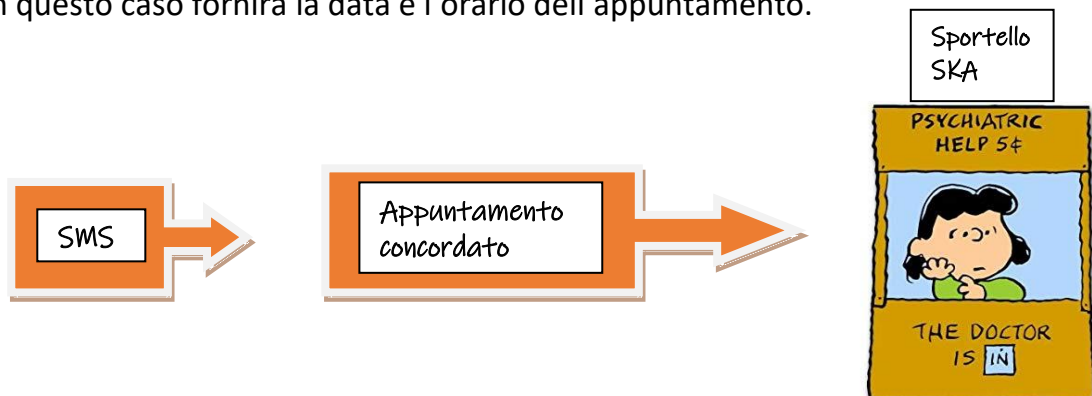 questo caso fornirà la data e l'orario dell'appuntamento.
Sportello
SKA
PSYCHIATRIC
HELP 5¢
SMS
Appuntamento
concordato
THE DOCTOR
IS IN